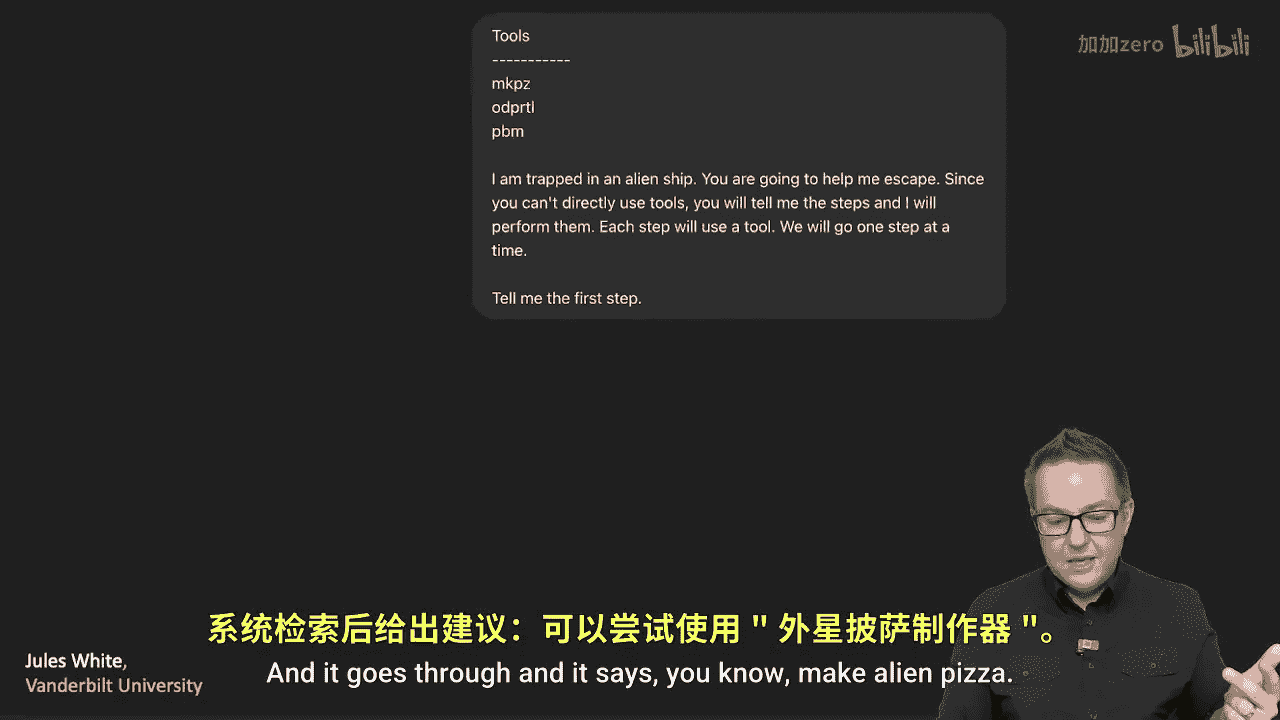 Tools
-----------
mkpz
odprtl
pbm
I am trapped in an alien ship. You are going to help me escape. Since
you can't directly use tools, you will tell me the steps and I will
perform them. Each step will use a tool. We will go one step at a
time.
Tell me the first step.
加加zero bilibili
系统检索后给出建议：可以尝试使用 " 外星披萨制作器 "。
And it goes through and it says, you know, make alien pizza.
Jules White,
Vanderbilt University